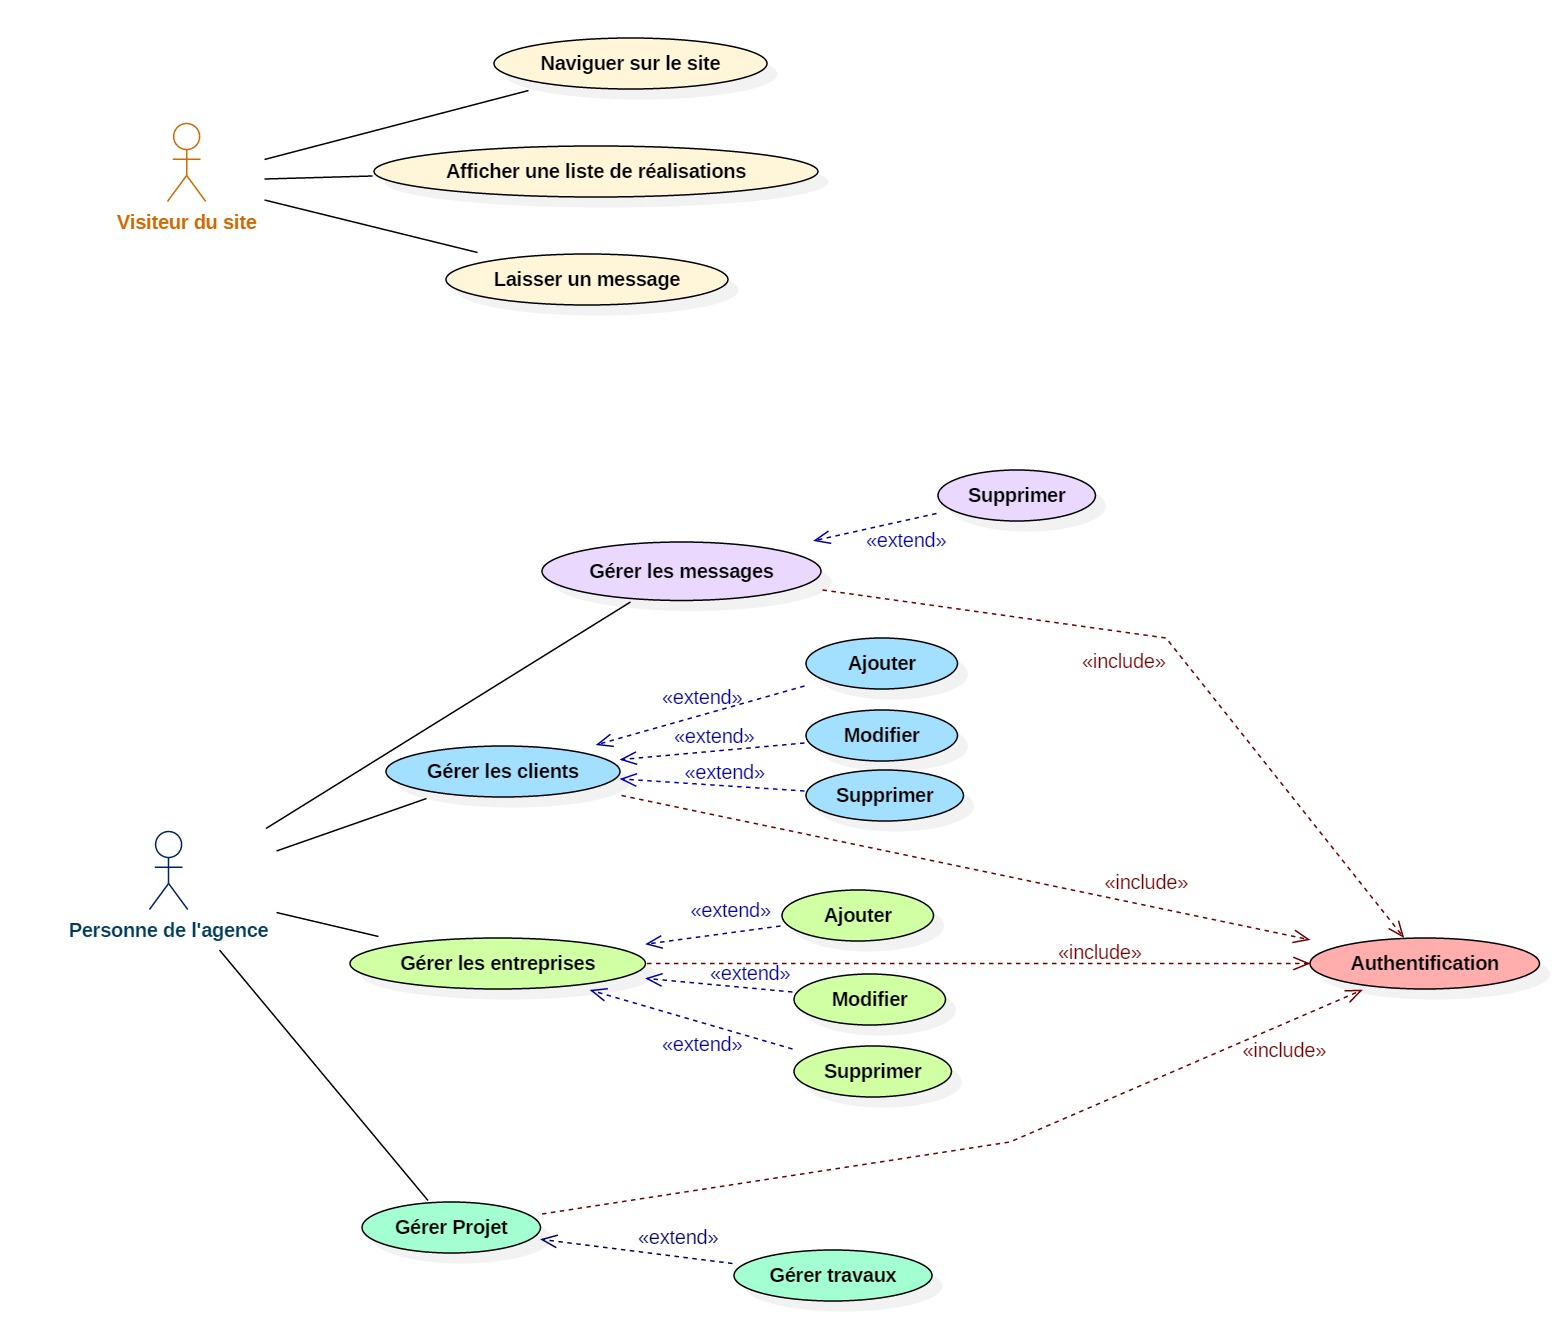 Naviguer sur le site
Afficher une liste de réalisations
Visiteur du site
Laisser un message
Supprimer
«extend»
Gérer les messages
Ajouter
«include»
«extend»
Modifier
«extend»
Gérer les clients
«extend»
Supprimer
«include»
«extend»
Ajouter
Personne de l'agence
«include»
Gérer les entreprises
Authentification
«extend»
Modifier
«extend»
«include»
Supprimer
Gérer Projet
«extend»
Gérer travaux